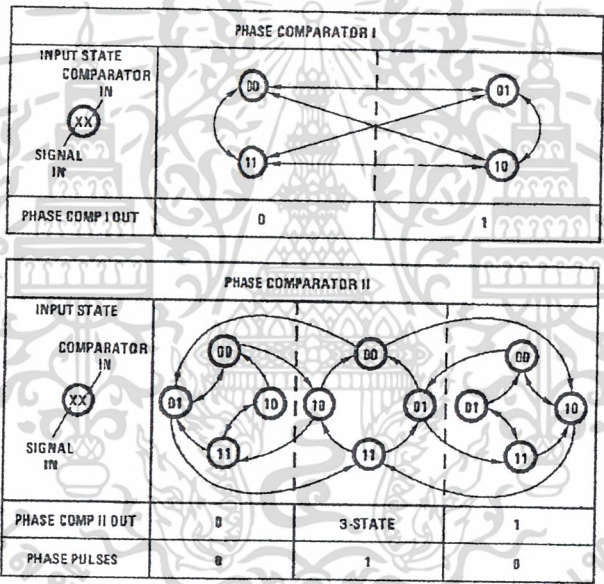 PHASE COMPARATOR I
INPUT STATE
COMPARATOR
IN
XX
SIGNAL
IN
00
01
11
10
PHASE COMP I OUT
0
1
PHASE COMPARATOR II
INPUT STATE
COMPARATOR
IN
XX
SIGNAL
IN
00
00
00
01
10
10
01
01
10
11
11
11
PHASE COMP II OUT
0
3-STATE
1
PHASE PULSES
0
1
0